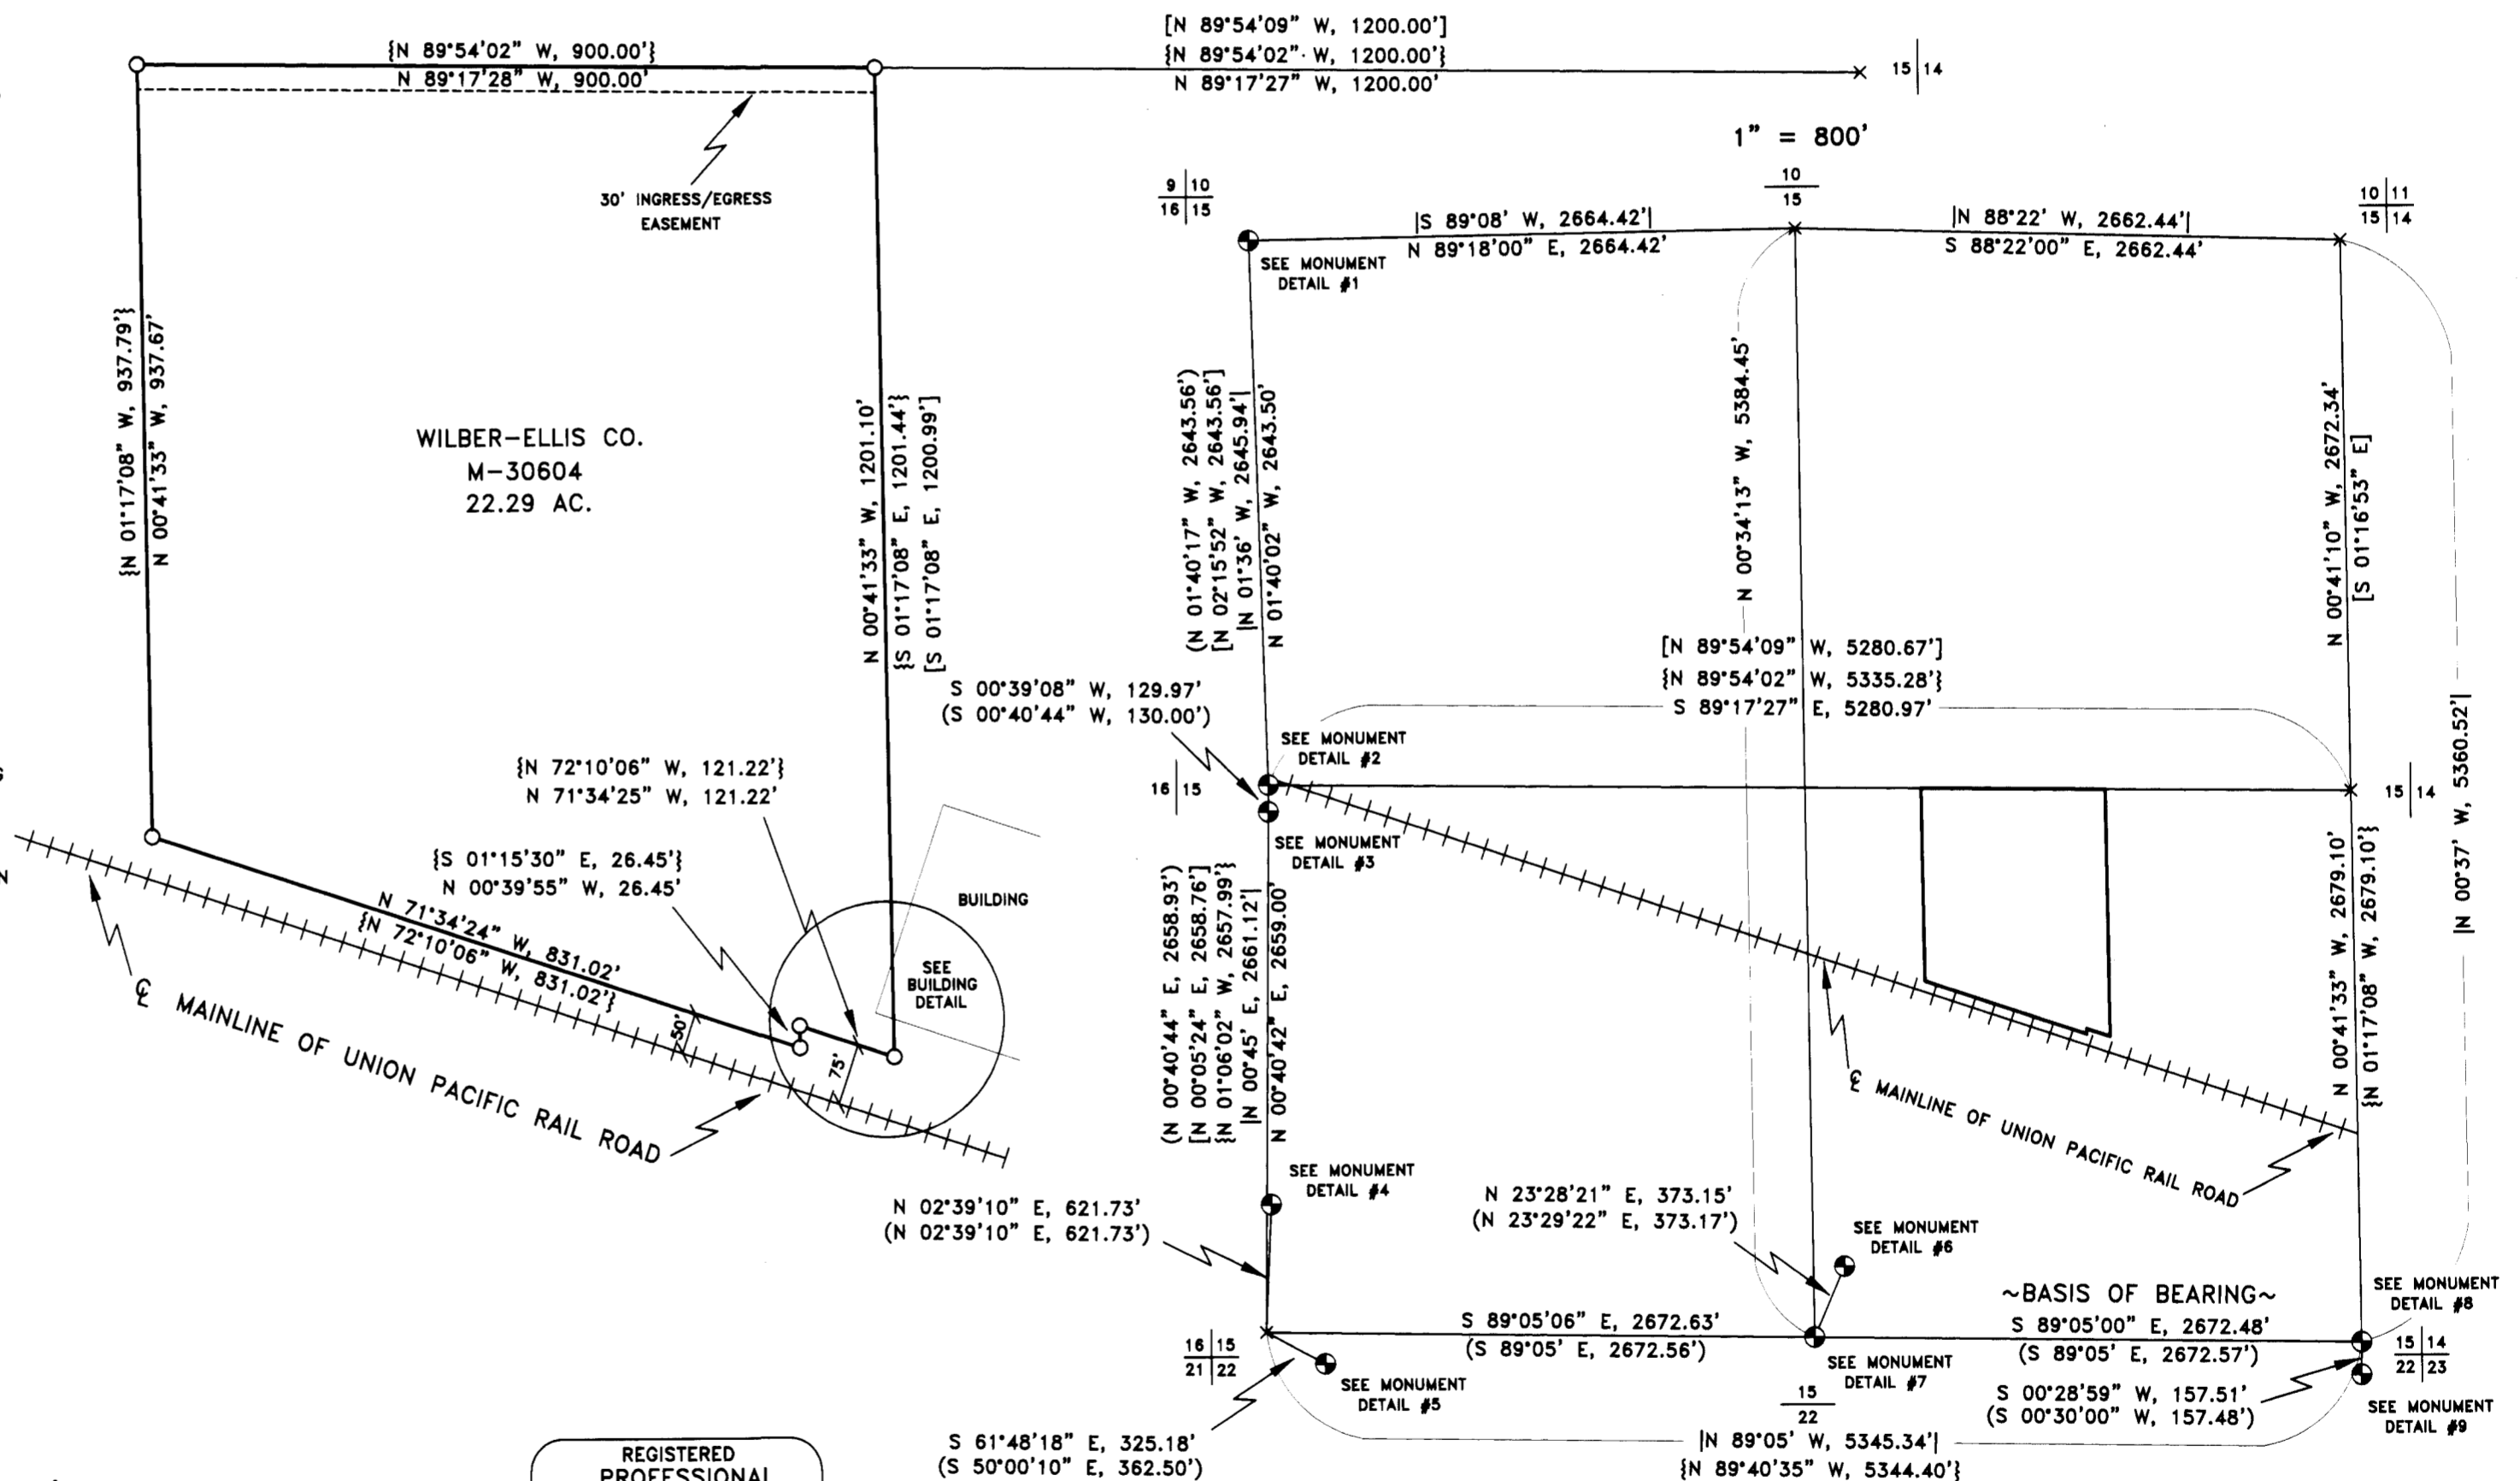 {N 89°54'02" W, 900.00'}
N 89°17'28" W, 900.00'
[N 89°54'09" W, 1200.00']
{N 89°54'02" W, 1200.00'}
N 89°17'27" W, 1200.00'
15 14
1" = 800'
30' INGRESS/EGRESS
EASEMENT
{N 01°17'08" W, 937.79'}
N 00°41'33" W, 937.67'
WILBER-ELLIS CO.
M-30604
22.29 AC.
N 00°41'33" W, 1201.10'
{S 01°17'08" E, 1201.44'}
[S 01°17'08" E, 1200.99']
{N 72°10'06" W, 121.22'}
N 71°34'25" W, 121.22'
{S 01°15'30" E, 26.45'}
N 00°39'55" W, 26.45'
N 71°34'24" W, 831.02'
{N 72°10'06" W, 831.02'}
50'
75'
BUILDING
SEE
BUILDING
DETAIL
℄ MAINLINE OF UNION PACIFIC RAIL ROAD
9 10
16 15
10
15
10 11
15 14
|S 89°08' W, 2664.42'|
N 89°18'00" E, 2664.42'
|N 88°22' W, 2662.44'|
S 88°22'00" E, 2662.44'
SEE MONUMENT
DETAIL #1
(N 01°40'17" W, 2643.56')
[N 02°15'52" W, 2643.56']
|N 01°36' W, 2645.94'|
N 01°40'02" W, 2643.50'
N 00°34'13" W, 5384.45'
N 00°41'10" W, 2672.34'
[S 01°16'53" E]
|N 00°37' W, 5360.52'|
[N 89°54'09" W, 5280.67']
{N 89°54'02" W, 5335.28'}
S 89°17'27" E, 5280.97'
S 00°39'08" W, 129.97'
(S 00°40'44" W, 130.00')
SEE MONUMENT
DETAIL #2
16 15
15 14
SEE MONUMENT
DETAIL #3
(N 00°40'44" E, 2658.93')
[N 00°05'24" E, 2658.76']
{N 01°06'02" W, 2657.99'}
|N 00°45' E, 2661.12'|
N 00°40'42" E, 2659.00'
N 00°41'33" W, 2679.10'
{N 01°17'08" W, 2679.10'}
℄ MAINLINE OF UNION PACIFIC RAIL ROAD
SEE MONUMENT
DETAIL #4
N 02°39'10" E, 621.73'
(N 02°39'10" E, 621.73')
N 23°28'21" E, 373.15'
(N 23°29'22" E, 373.17')
SEE MONUMENT
DETAIL #6
~BASIS OF BEARING~
SEE MONUMENT
DETAIL #8
S 89°05'06" E, 2672.63'
(S 89°05' E, 2672.56')
S 89°05'00" E, 2672.48'
(S 89°05' E, 2672.57')
16 15
21 22
15 14
22 23
SEE MONUMENT
DETAIL #5
SEE MONUMENT
DETAIL #7
15
22
S 00°28'59" W, 157.51'
(S 00°30'00" W, 157.48')
SEE MONUMENT
DETAIL #9
S 61°48'18" E, 325.18'
(S 50°00'10" E, 362.50')
|N 89°05' W, 5345.34'|
{N 89°40'35" W, 5344.40'}
REGISTERED
PROFESSIONAL